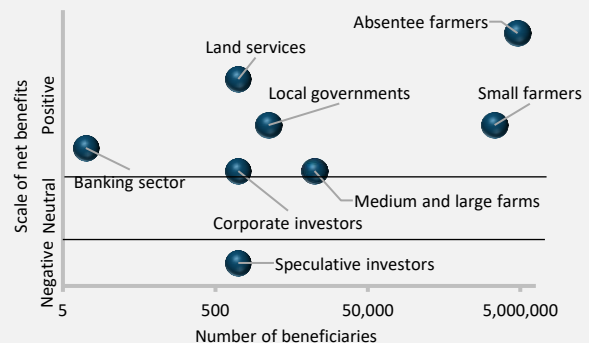 Absentee farmers
Land services
Local governments
Small farmers
Banking sector
Medium and large farms
Corporate investors
Speculative investors
Scale of net benefits
Positive
Neutral
Negative
5
500
50,000
5,000,000
Number of beneficiaries